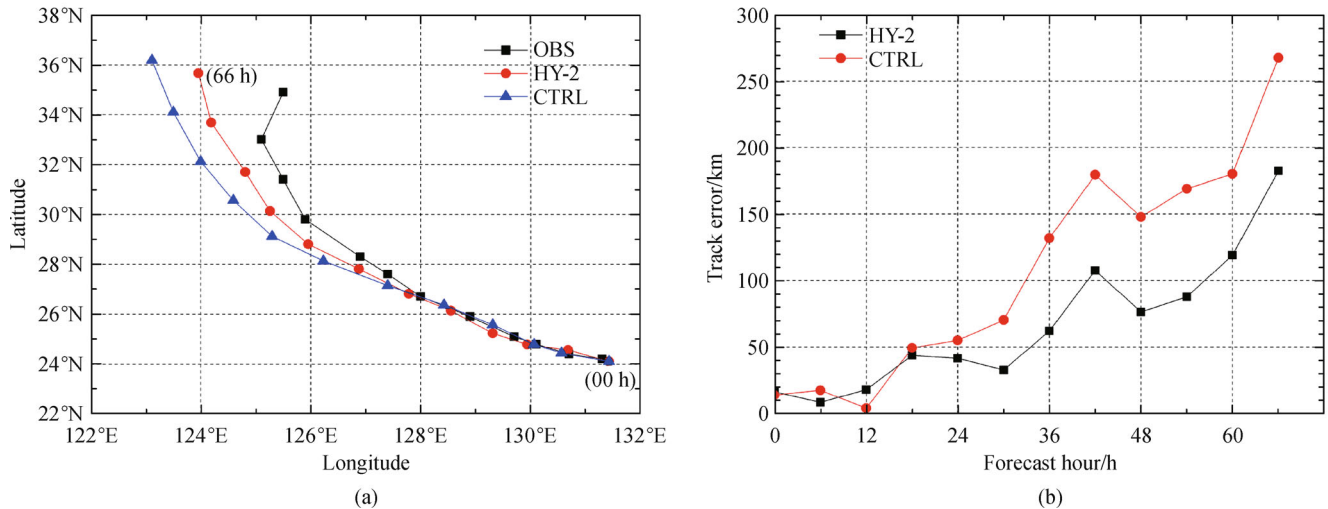 38°N
36°N
34°N
32°N
30°N
28°N
26°N
24°N
22°N
Latitude
122°E 124°E 126°E 128°E 130°E 132°E
Longitude
OBS
HY-2
CTRL
(66 h)
(00 h)
(a)
300
250
200
150
100
50
0
Track error/km
0 12 24 36 48 60
Forecast hour/h
HY-2
CTRL
(b)